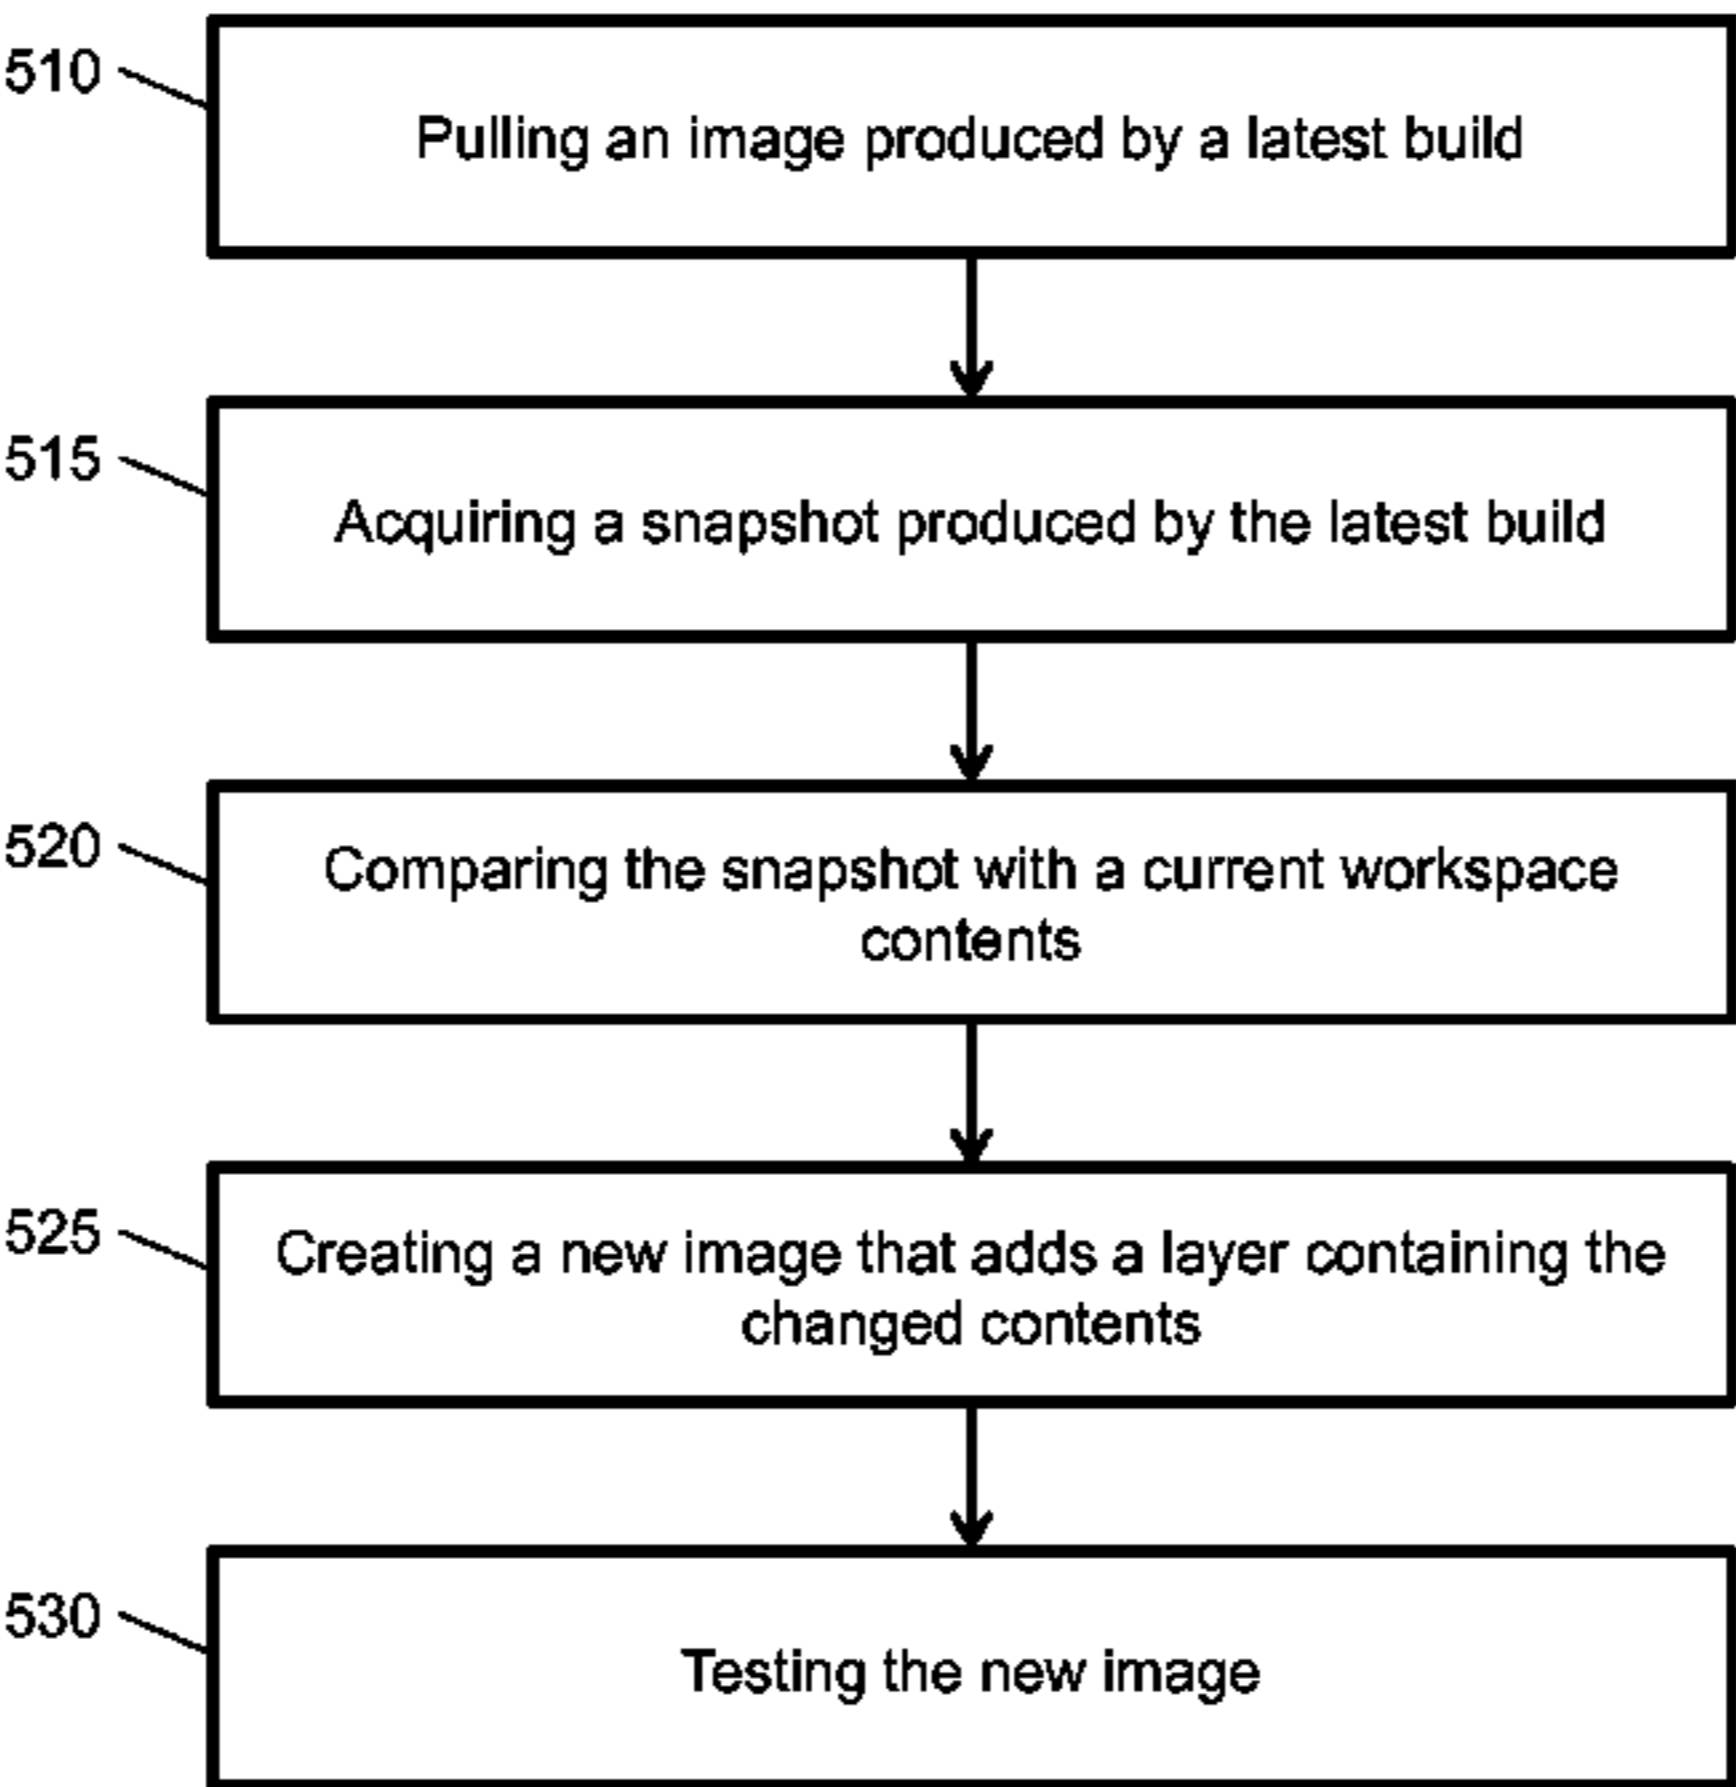 510
Pulling an image produced by a latest build
515
Acquiring a snapshot produced by the latest build
520
Comparing the snapshot with a current workspace
contents
525
Creating a new image that adds a layer containing the
changed contents
530
Testing the new image